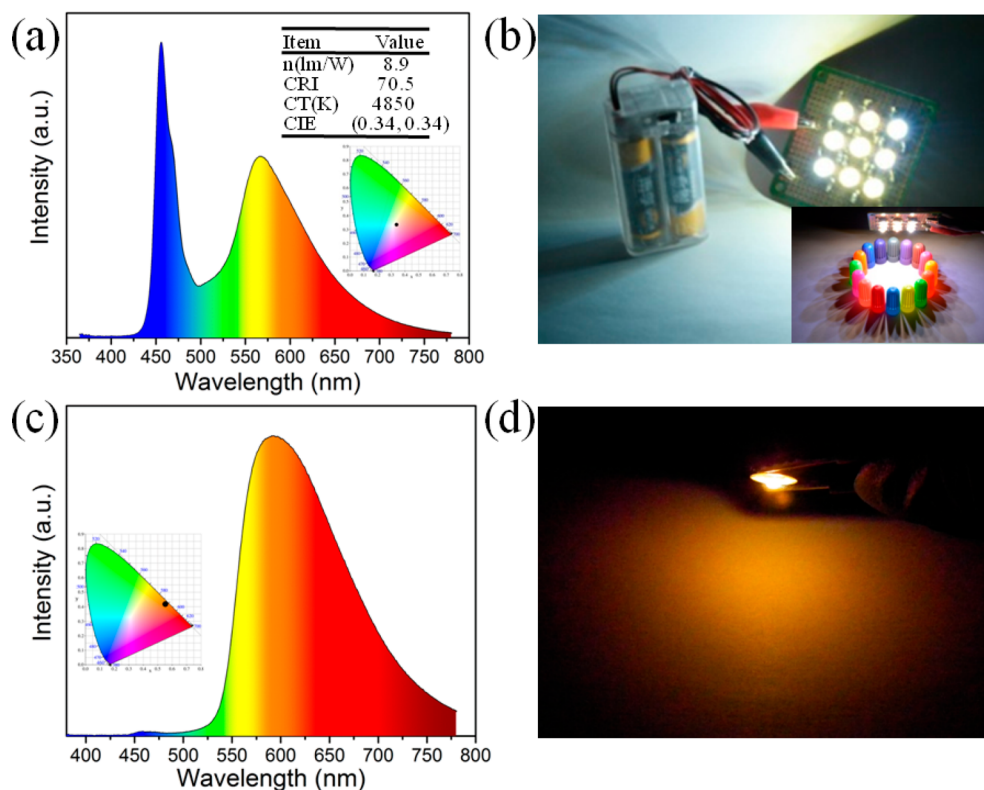 (a)
Item Value
n(lm/W) 8.9
CRI 70.5
CT(K) 4850
CIE (0.34, 0.34)
Intensity (a.u.)
350 400 450 500 550 600 650 700 750 800
Wavelength (nm)
(b)
(c)
Intensity (a.u.)
400 450 500 550 600 650 700 750 800
Wavelength (nm)
(d)